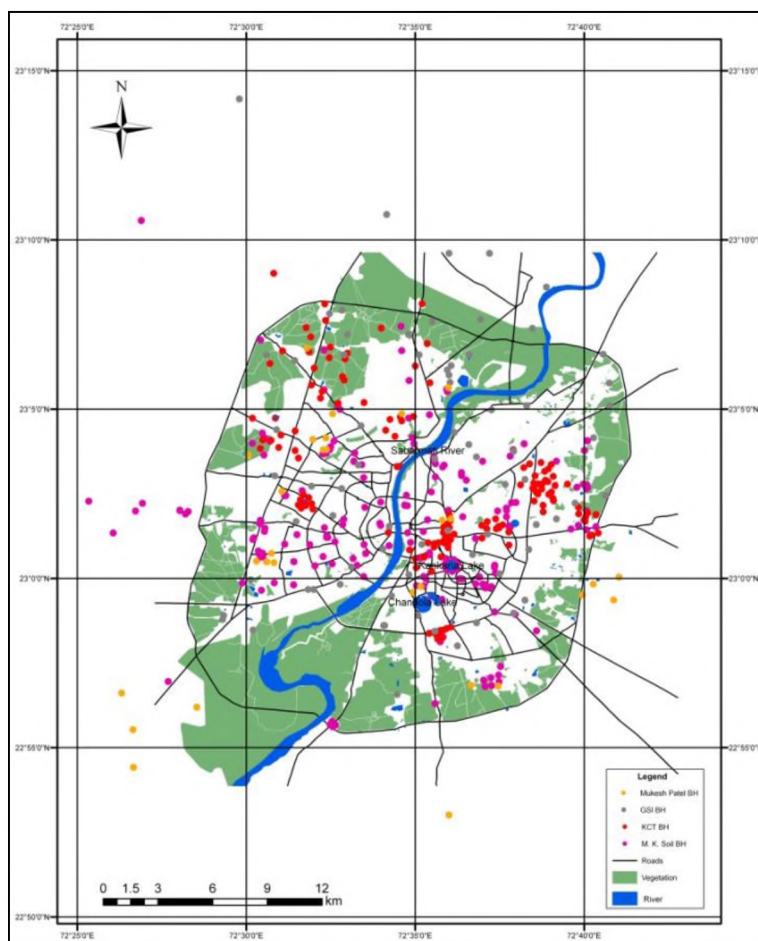 72°25'0"E 72°30'0"E 72°35'0"E 72°40'0"E
23°15'0"N 23°15'0"N
N
23°10'0"N 23°10'0"N
23°5'0"N 23°5'0"N
Sabarmati River
Kankaria Lake
23°0'0"N 23°0'0"N
Chandola Lake
22°55'0"N 22°55'0"N
Legend
Mukesh Patel BH
GSI BH
KCT BH
M. K. Soil BH
Roads
Vegetation
River
0 1.5 3 6 9 12
km
22°50'0"N 22°50'0"N
72°25'0"E 72°30'0"E 72°35'0"E 72°40'0"E